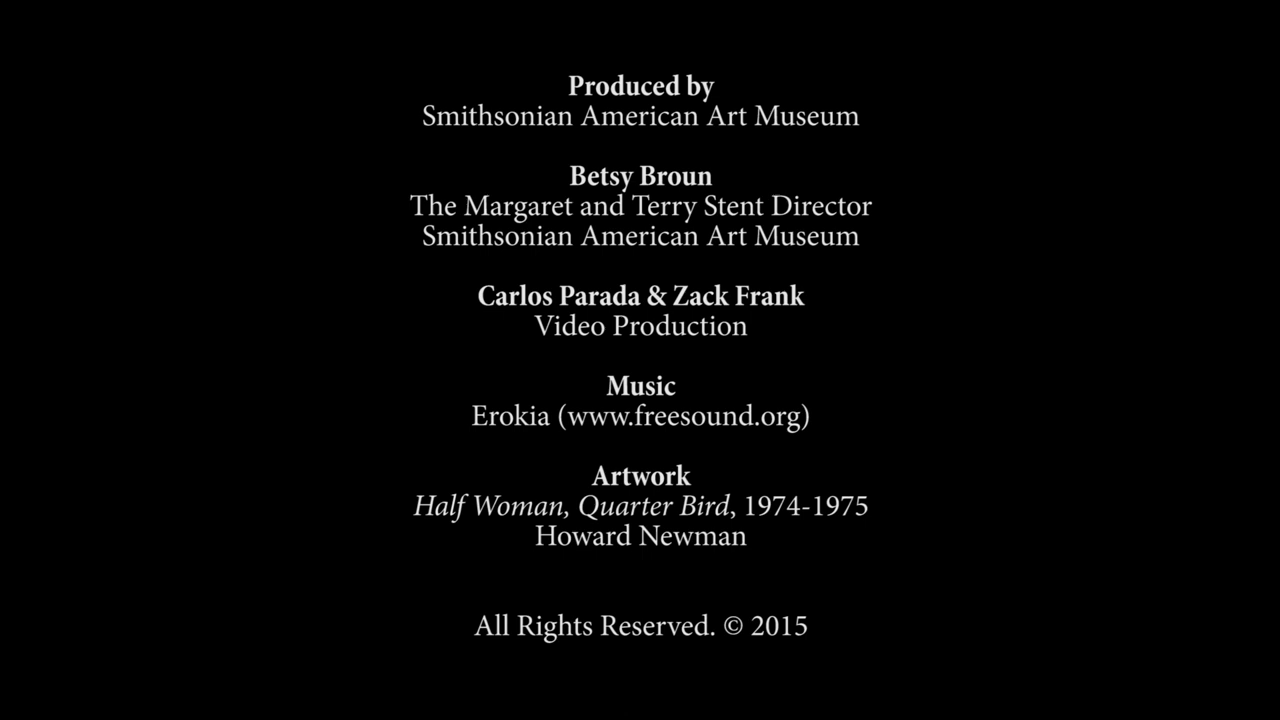 Produced by
Smithsonian American Art Museum
Betsy Broun
The Margaret and Terry Stent Director
Smithsonian American Art Museum
Carlos Parada & Zack Frank
Video Production
Music
Erokia (www.freesound.org)
Artwork
Half Woman, Quarter Bird, 1974-1975
Howard Newman
All Rights Reserved. © 2015